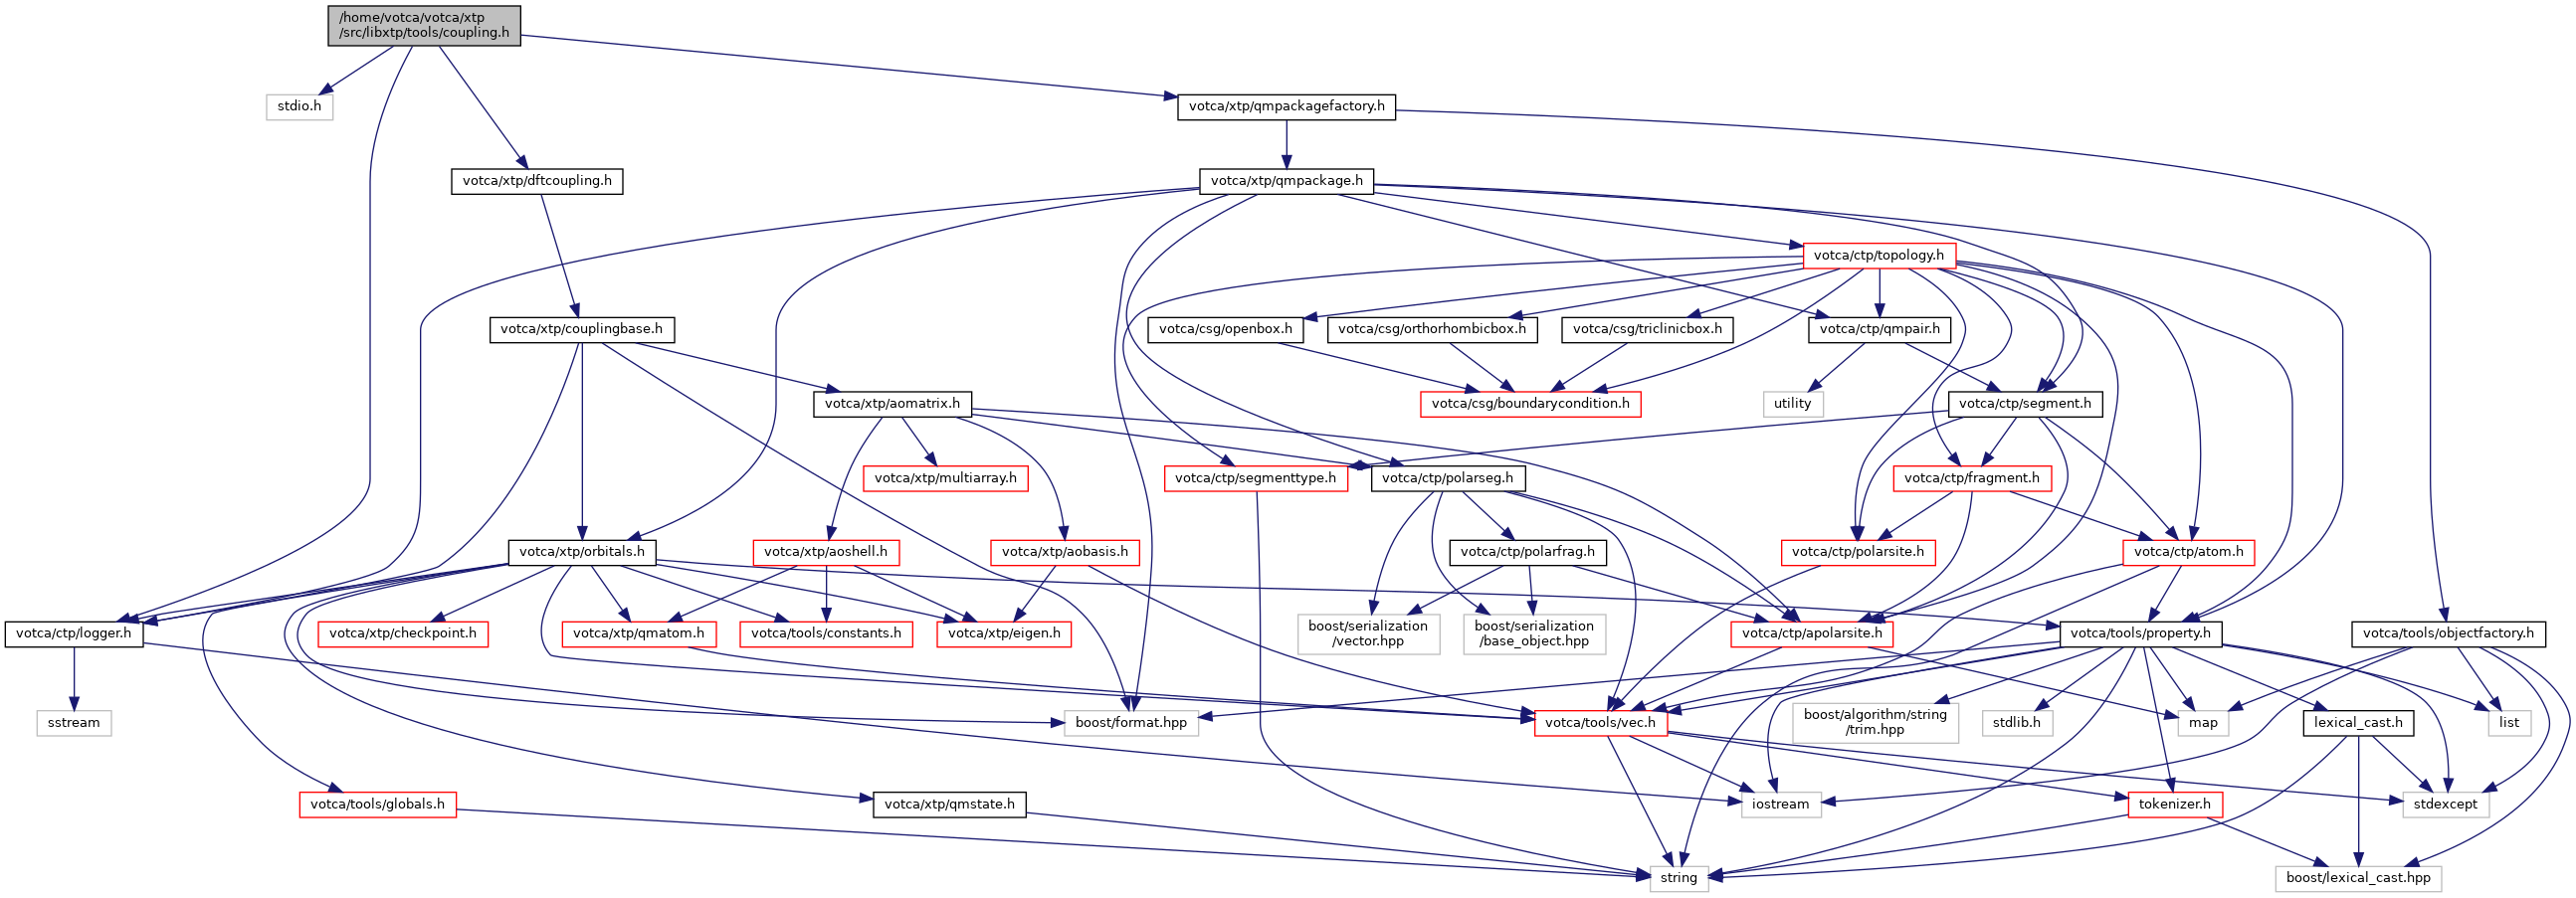 /home/votca/votca/xtp
/src/libxtp/tools/coupling.h
stdio.h
votca/xtp/qmpackagefactory.h
votca/xtp/dftcoupling.h
votca/xtp/qmpackage.h
votca/ctp/topology.h
votca/xtp/couplingbase.h
votca/csg/openbox.h
votca/csg/orthorhombicbox.h
votca/csg/triclinicbox.h
votca/ctp/qmpair.h
votca/xtp/aomatrix.h
votca/csg/boundarycondition.h
utility
votca/ctp/segment.h
votca/xtp/multiarray.h
votca/ctp/segmenttype.h
votca/ctp/polarseg.h
votca/ctp/fragment.h
votca/xtp/orbitals.h
votca/xtp/aoshell.h
votca/xtp/aobasis.h
votca/ctp/polarfrag.h
votca/ctp/polarsite.h
votca/ctp/atom.h
votca/ctp/logger.h
votca/xtp/checkpoint.h
votca/xtp/qmatom.h
votca/tools/constants.h
votca/xtp/eigen.h
boost/serialization
/vector.hpp
boost/serialization
/base_object.hpp
votca/ctp/apolarsite.h
votca/tools/property.h
votca/tools/objectfactory.h
sstream
boost/format.hpp
votca/tools/vec.h
boost/algorithm/string
/trim.hpp
stdlib.h
map
lexical_cast.h
list
votca/tools/globals.h
votca/xtp/qmstate.h
iostream
tokenizer.h
stdexcept
string
boost/lexical_cast.hpp